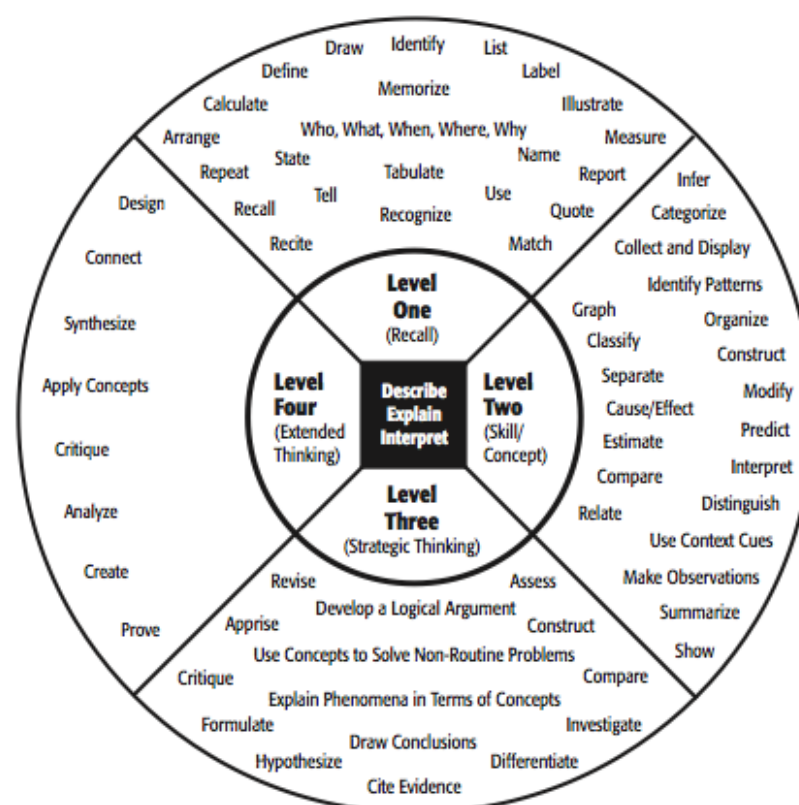 Draw
Identify
List
Define
Label
Memorize
Calculate
Illustrate
Arrange
Who, What, When, Where, Why
Measure
State
Name
Repeat
Tabulate
Report
Tell
Use
Recall
Recognize
Quote
Recite
Match
Level
One
(Recall)
Infer
Categorize
Collect and Display
Identify Patterns
Graph
Organize
Classify
Construct
Separate
Modify
Cause/Effect
Predict
Estimate
Interpret
Compare
Distinguish
Relate
Use Context Cues
Make Observations
Summarize
Show
Level
Two
(Skill/
Concept)
Describe
Explain
Interpret
Level
Three
(Strategic Thinking)
Revise
Assess
Develop a Logical Argument
Apprise
Construct
Use Concepts to Solve Non-Routine Problems
Critique
Compare
Explain Phenomena in Terms of Concepts
Formulate
Investigate
Draw Conclusions
Hypothesize
Differentiate
Cite Evidence
Level
Four
(Extended
Thinking)
Design
Connect
Synthesize
Apply Concepts
Critique
Analyze
Create
Prove